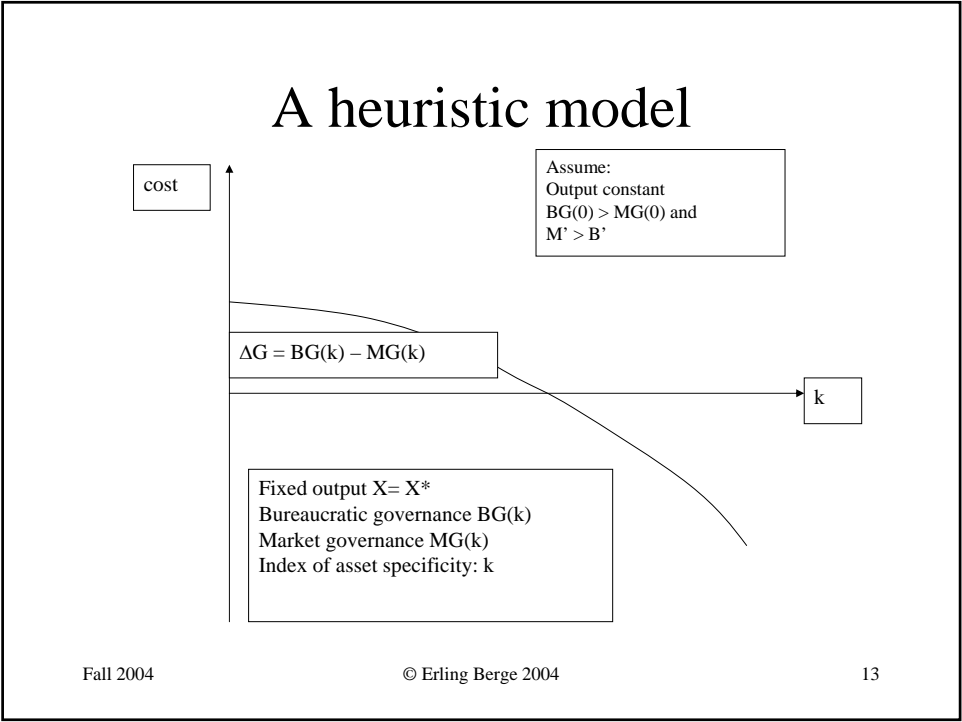 A heuristic model
cost
Assume:
Output constant
BG(0) > MG(0) and
M’ > B’
ΔG = BG(k) – MG(k)
k
Fixed output X= X*
Bureaucratic governance BG(k)
Market governance MG(k)
Index of asset specificity: k
Fall 2004
© Erling Berge 2004
13